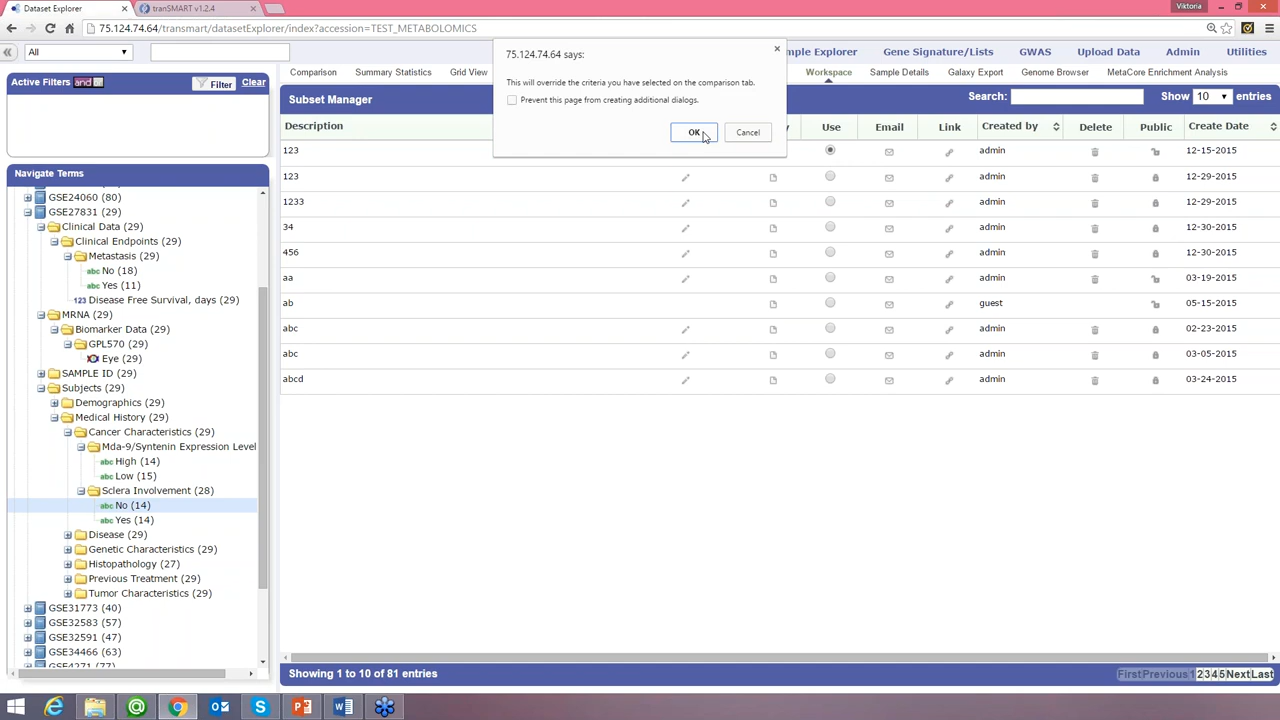 Dataset Explorer
tranSMART v1.2.4
Viktoria
75.124.74.64/transmart/datasetExplorer/index?accession=TEST_METABOLOMICS
All
mple Explorer Gene Signature/Lists GWAS Upload Data Admin Utilities
Active Filters and Filter Clear
Comparison Summary Statistics Grid View Workspace Sample Details Galaxy Export Genome Browser MetaCore Enrichment Analysis
75.124.74.64 says:
This will override the criteria you have selected on the comparison tab.
Prevent this page from creating additional dialogs.
OK Cancel
Subset Manager Search: Show 10 entries
Description Use Email Link Created by Delete Public Create Date
123 admin 12-15-2015
123 admin 12-29-2015
1233 admin 12-29-2015
34 admin 12-30-2015
456 admin 12-30-2015
aa admin 03-19-2015
ab guest 05-15-2015
abc admin 02-23-2015
abc admin 03-05-2015
abcd admin 03-24-2015
Navigate Terms
GSE24060 (80)
GSE27831 (29)
Clinical Data (29)
Clinical Endpoints (29)
Metastasis (29)
abc No (18)
abc Yes (11)
123 Disease Free Survival, days (29)
MRNA (29)
Biomarker Data (29)
GPL570 (29)
Eye (29)
SAMPLE ID (29)
Subjects (29)
Demographics (29)
Medical History (29)
Cancer Characteristics (29)
Mda-9/Syntenin Expression Level
abc High (14)
abc Low (15)
Sclera Involvement (28)
abc No (14)
abc Yes (14)
Disease (29)
Genetic Characteristics (29)
Histopathology (27)
Previous Treatment (29)
Tumor Characteristics (29)
GSE31773 (40)
GSE32583 (57)
GSE32591 (47)
GSE34466 (63)
GSE4271 (77)
Showing 1 to 10 of 81 entries
First Previous 1 2 3 4 5 Next Last